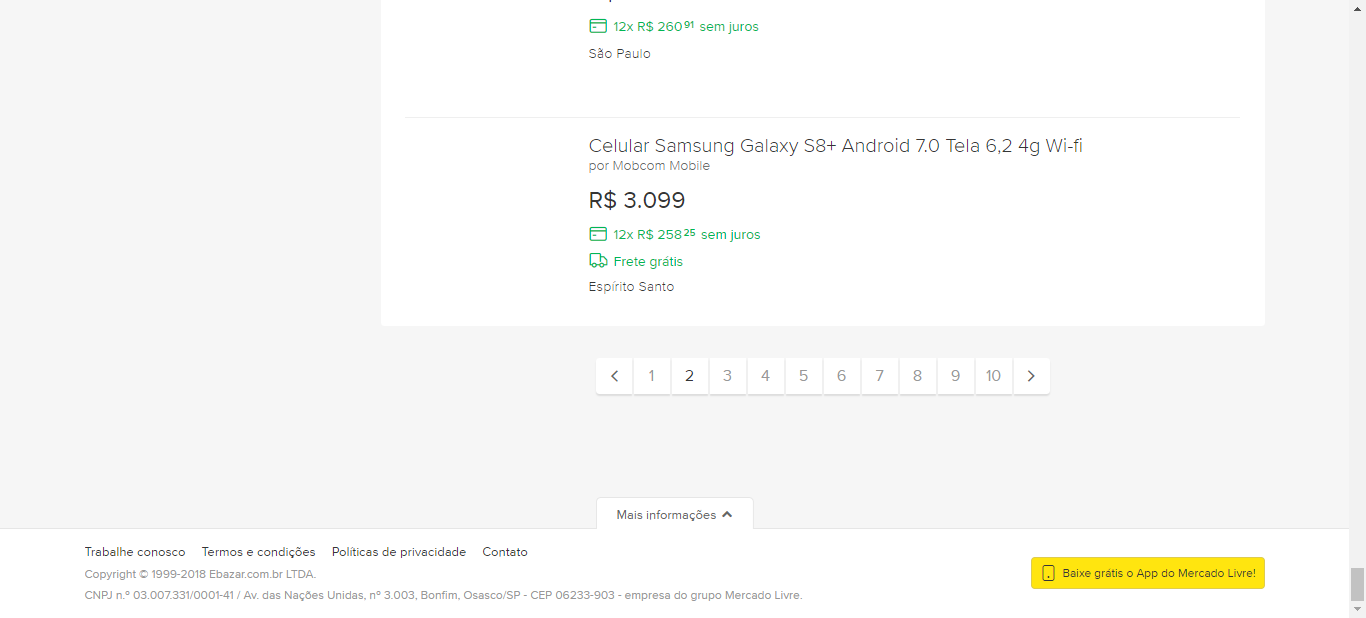 12x R$ 260 91 sem juros
São Paulo
Celular Samsung Galaxy S8+ Android 7.0 Tela 6,2 4g Wi-fi
por Mobcom Mobile
R$ 3.099
12x R$ 258 25 sem juros
Frete grátis
Espírito Santo
1 2 3 4 5 6 7 8 9 10
Mais informações
Trabalhe conosco Termos e condições Políticas de privacidade Contato
Copyright © 1999-2018 Ebazar.com.br LTDA.
Baixe grátis o App do Mercado Livre!
CNPJ n.º 03.007.331/0001-41 / Av. das Nações Unidas, nº 3.003, Bonfim, Osasco/SP - CEP 06233-903 - empresa do grupo Mercado Livre.